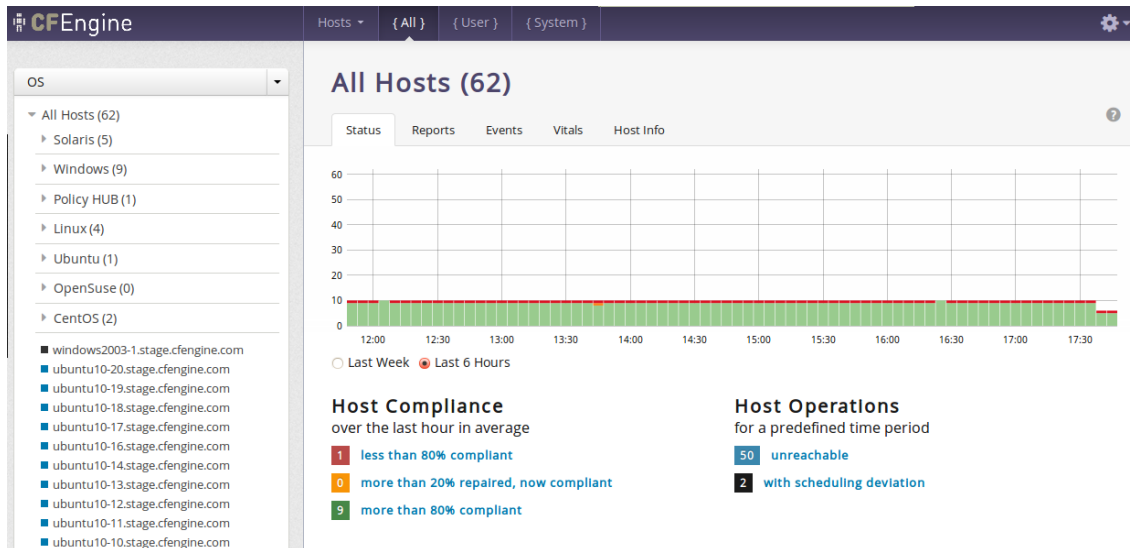 CFEngine
Hosts { All } { User } { System }
OS
All Hosts (62)
Solaris (5)
Windows (9)
Policy HUB (1)
Linux (4)
Ubuntu (1)
OpenSuse (0)
CentOS (2)
windows2003-1.stage.cfengine.com
ubuntu10-20.stage.cfengine.com
ubuntu10-19.stage.cfengine.com
ubuntu10-18.stage.cfengine.com
ubuntu10-17.stage.cfengine.com
ubuntu10-16.stage.cfengine.com
ubuntu10-14.stage.cfengine.com
ubuntu10-13.stage.cfengine.com
ubuntu10-12.stage.cfengine.com
ubuntu10-11.stage.cfengine.com
ubuntu10-10.stage.cfengine.com
All Hosts (62)
?
Status Reports Events Vitals Host Info
60
50
40
30
20
10
0
12:00 12:30 13:00 13:30 14:00 14:30 15:00 15:30 16:00 16:30 17:00 17:30
Last Week Last 6 Hours
Host Compliance
over the last hour in average
1 less than 80% compliant
0 more than 20% repaired, now compliant
9 more than 80% compliant
Host Operations
for a predefined time period
50 unreachable
2 with scheduling deviation